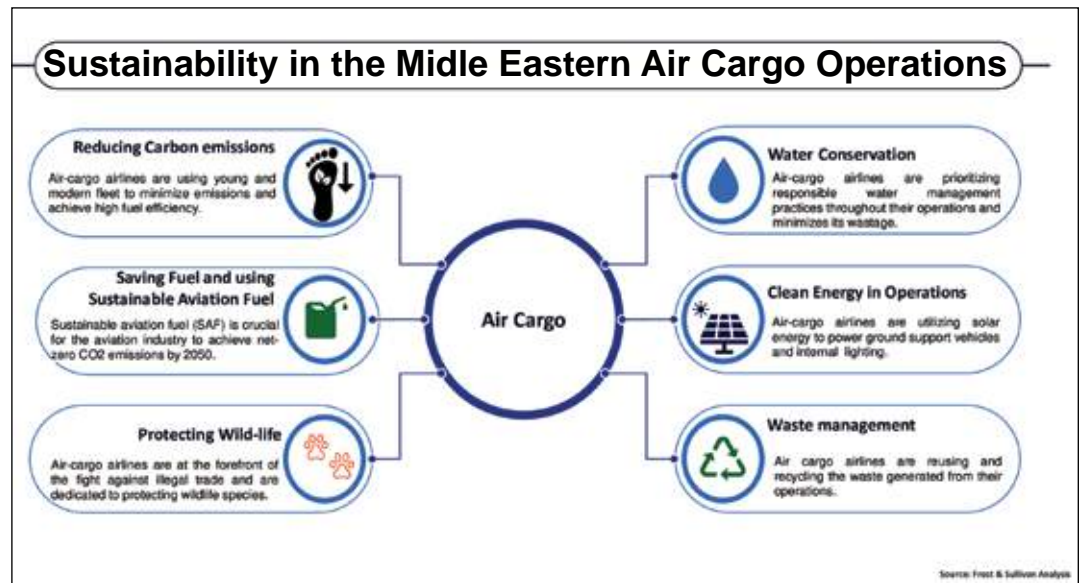 Sustainability in the Midle Eastern Air Cargo Operations
Reducing Carbon emissions
Air-cargo airlines are using young and
modern fleet to minimize emissions and
achieve high fuel efficiency.
Saving Fuel and using
Sustainable Aviation Fuel
Sustainable aviation fuel (SAF) is crucial
for the aviation industry to achieve net-
zero CO2 emissions by 2050.
Protecting Wild-life
Air-cargo airlines are at the forefront of
the fight against illegal trade and are
dedicated to protecting wildlife species.
Air Cargo
Water Conservation
Air-cargo airlines are prioritizing
responsible water management
practices throughout their operations and
minimizes its wastage.
Clean Energy in Operations
Air-cargo airlines are utilizing solar
energy to power ground support vehicles
and internal lighting.
Waste management
Air cargo airlines are reusing and
recycling the waste generated from their
operations.
Source: Frost & Sullivan Analysis